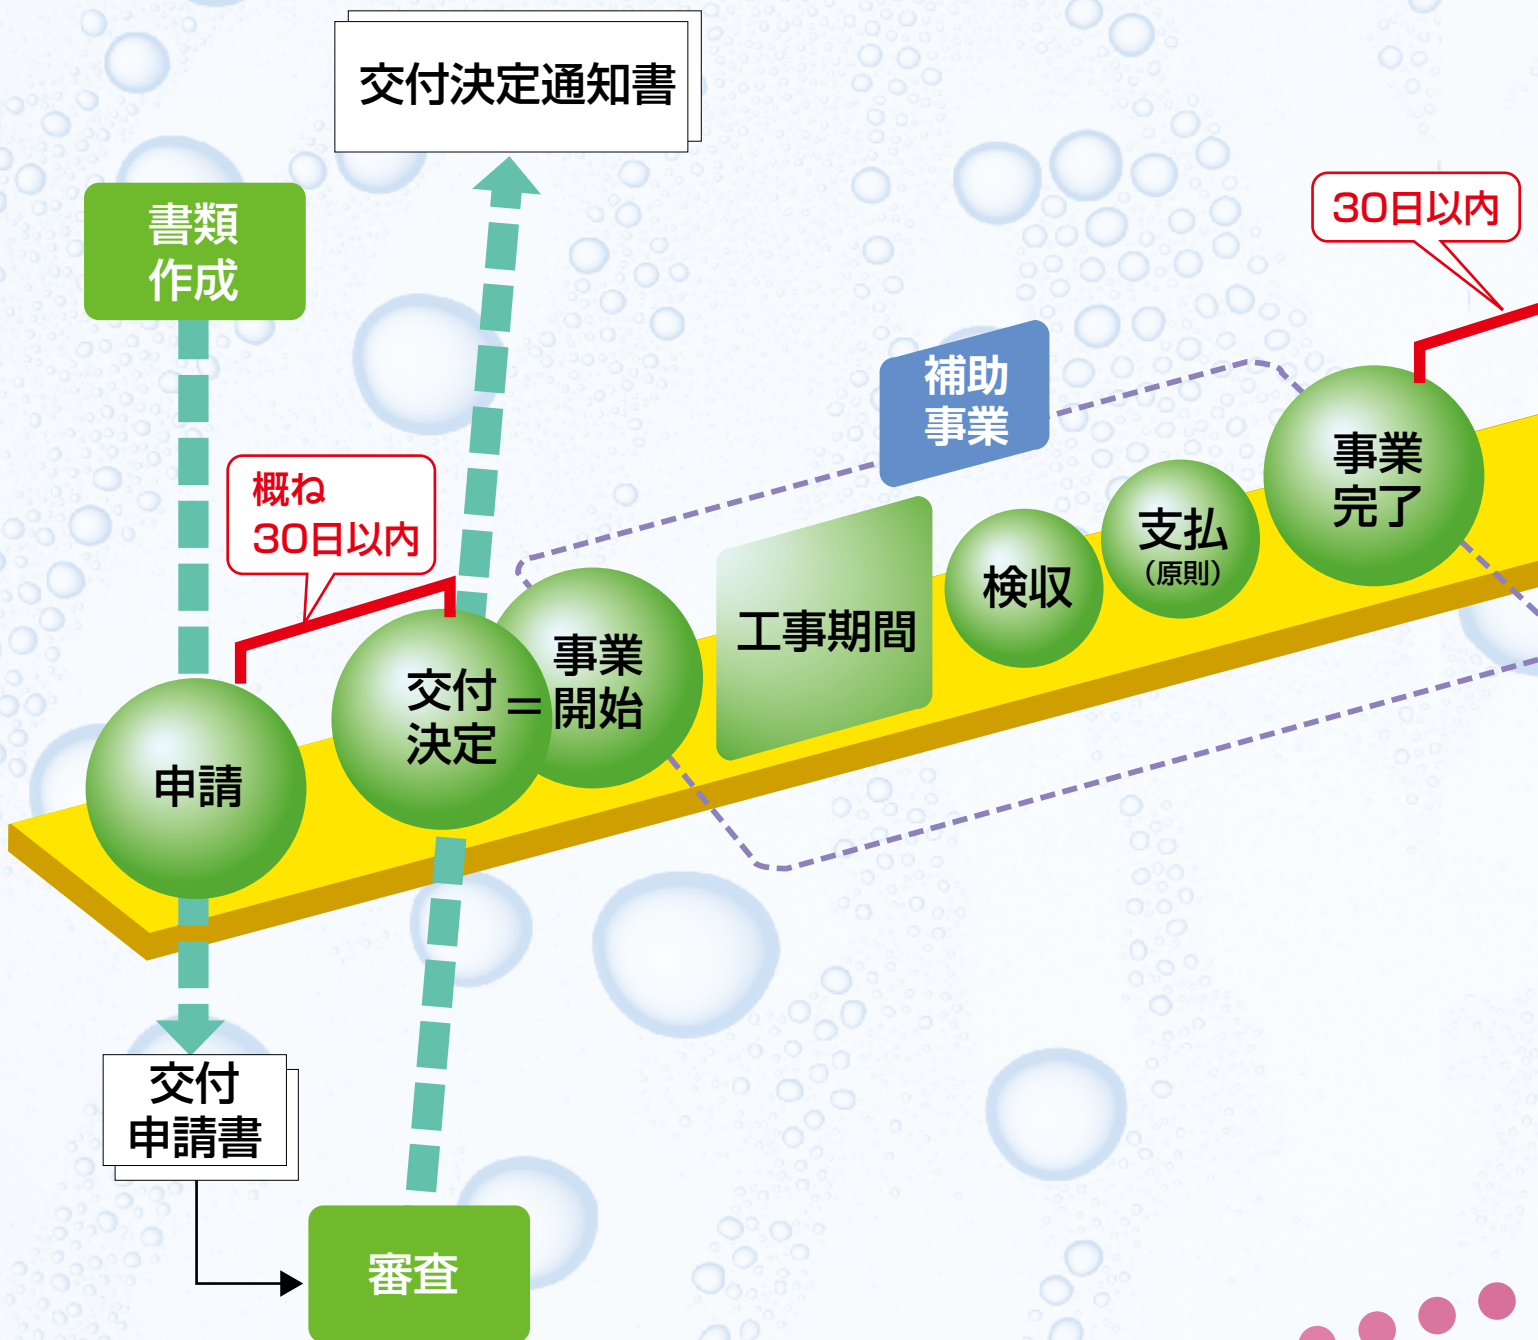 交付決定通知書
書類
作成
30日以内
補助
事業
概ね
30日以内
事業
完了
支払
（原則）
検収
工事期間
事業
開始
＝
交付
決定
申請
交付
申請書
審査